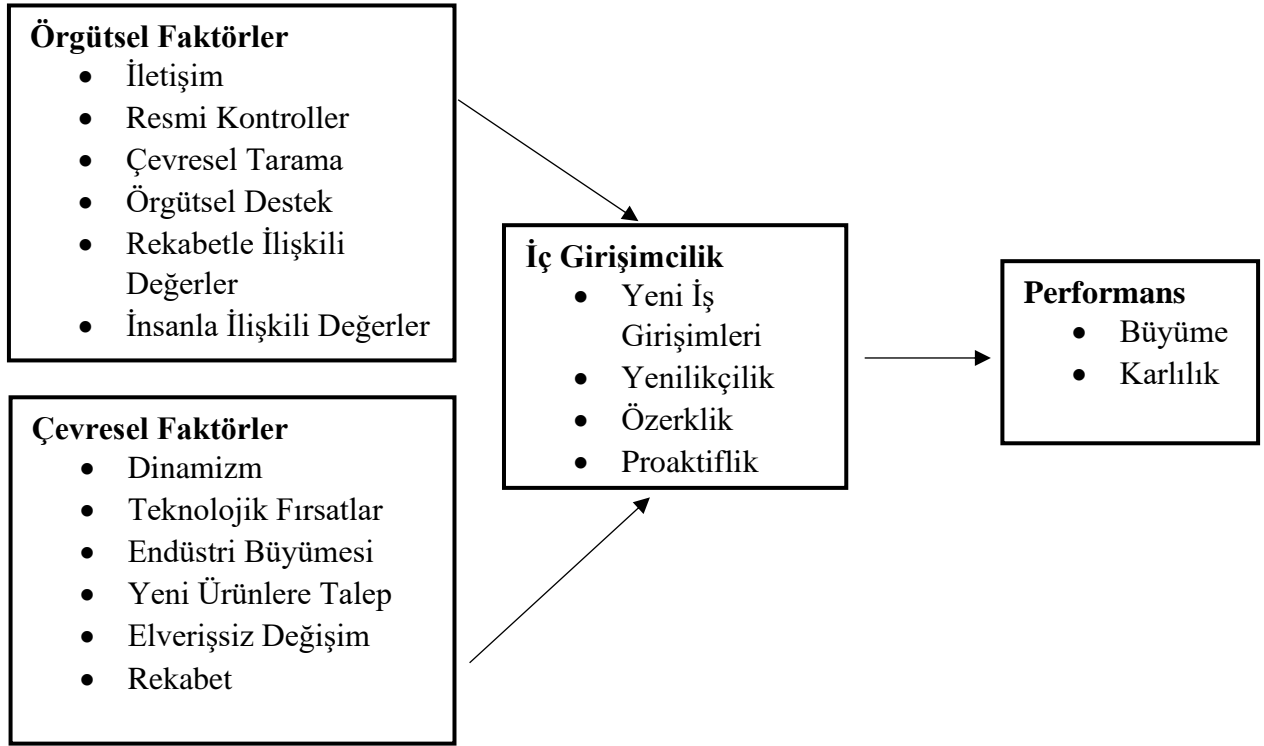 Örgütsel Faktörler
• İletişim
• Resmi Kontroller
• Çevresel Tarama
• Örgütsel Destek
• Rekabetle İlişkili
Değerler
• İnsanla İlişkili Değerler
Çevresel Faktörler
• Dinamizm
• Teknolojik Fırsatlar
• Endüstri Büyümesi
• Yeni Ürünlere Talep
• Elverişsiz Değişim
• Rekabet
İç Girişimcilik
• Yeni İş
Girişimleri
• Yenilikçilik
• Özerklik
• Proaktiflik
Performans
• Büyüme
• Karlılık